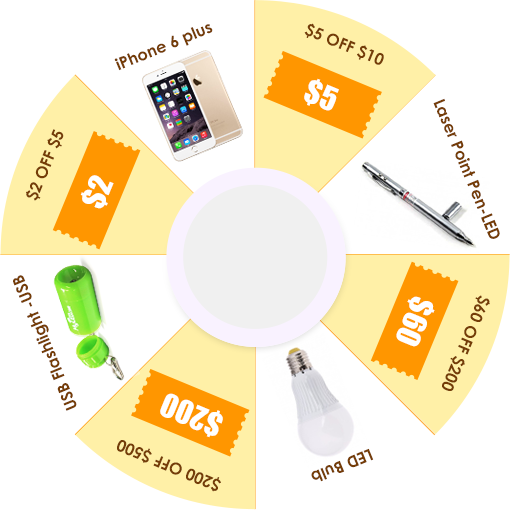 $5 OFF $10
$5
Laser Point Pen-LED
$60
$60 OFF $200
LED Bulb
$200
$200 OFF $500
USB Flashlight -USB
$2 OFF $5
$2
iPhone 6 plus